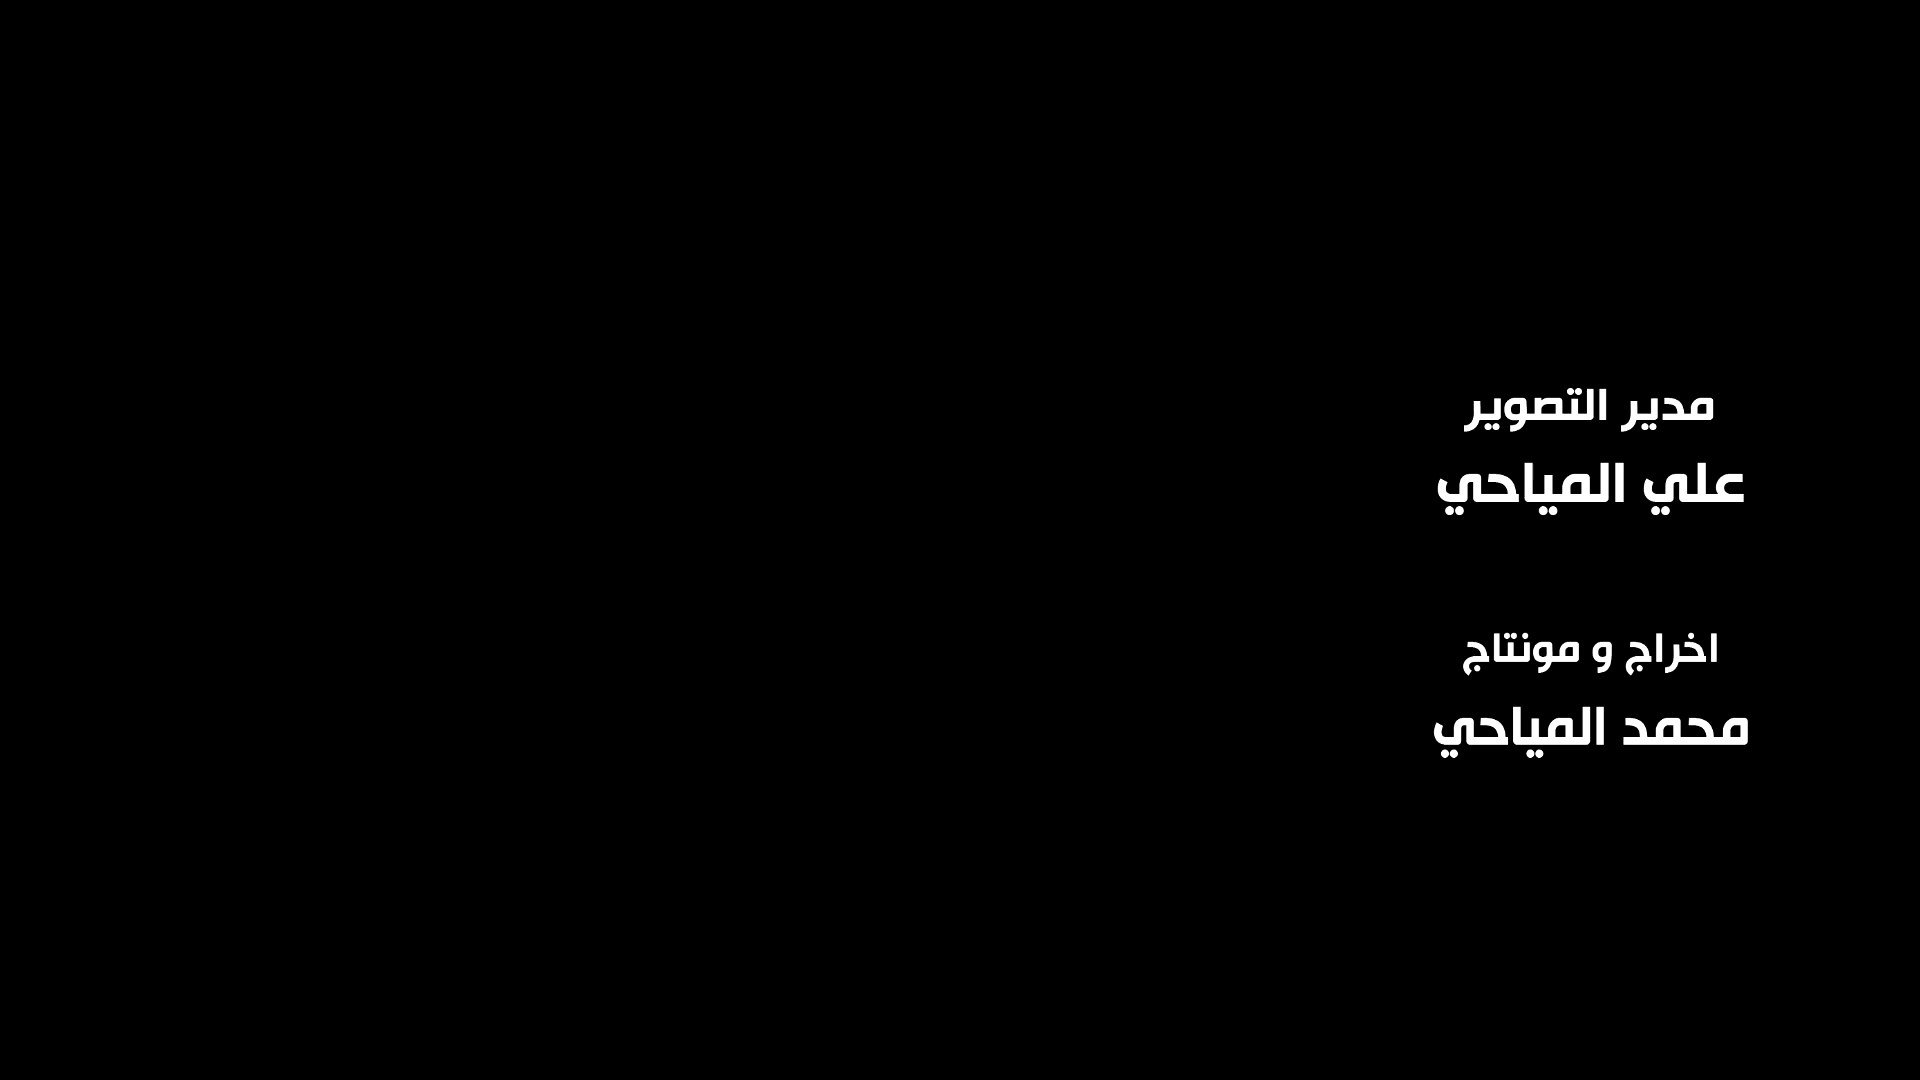 مدير التصوير
علي المياحي
اخراج و مونتاج
محمد المياحي